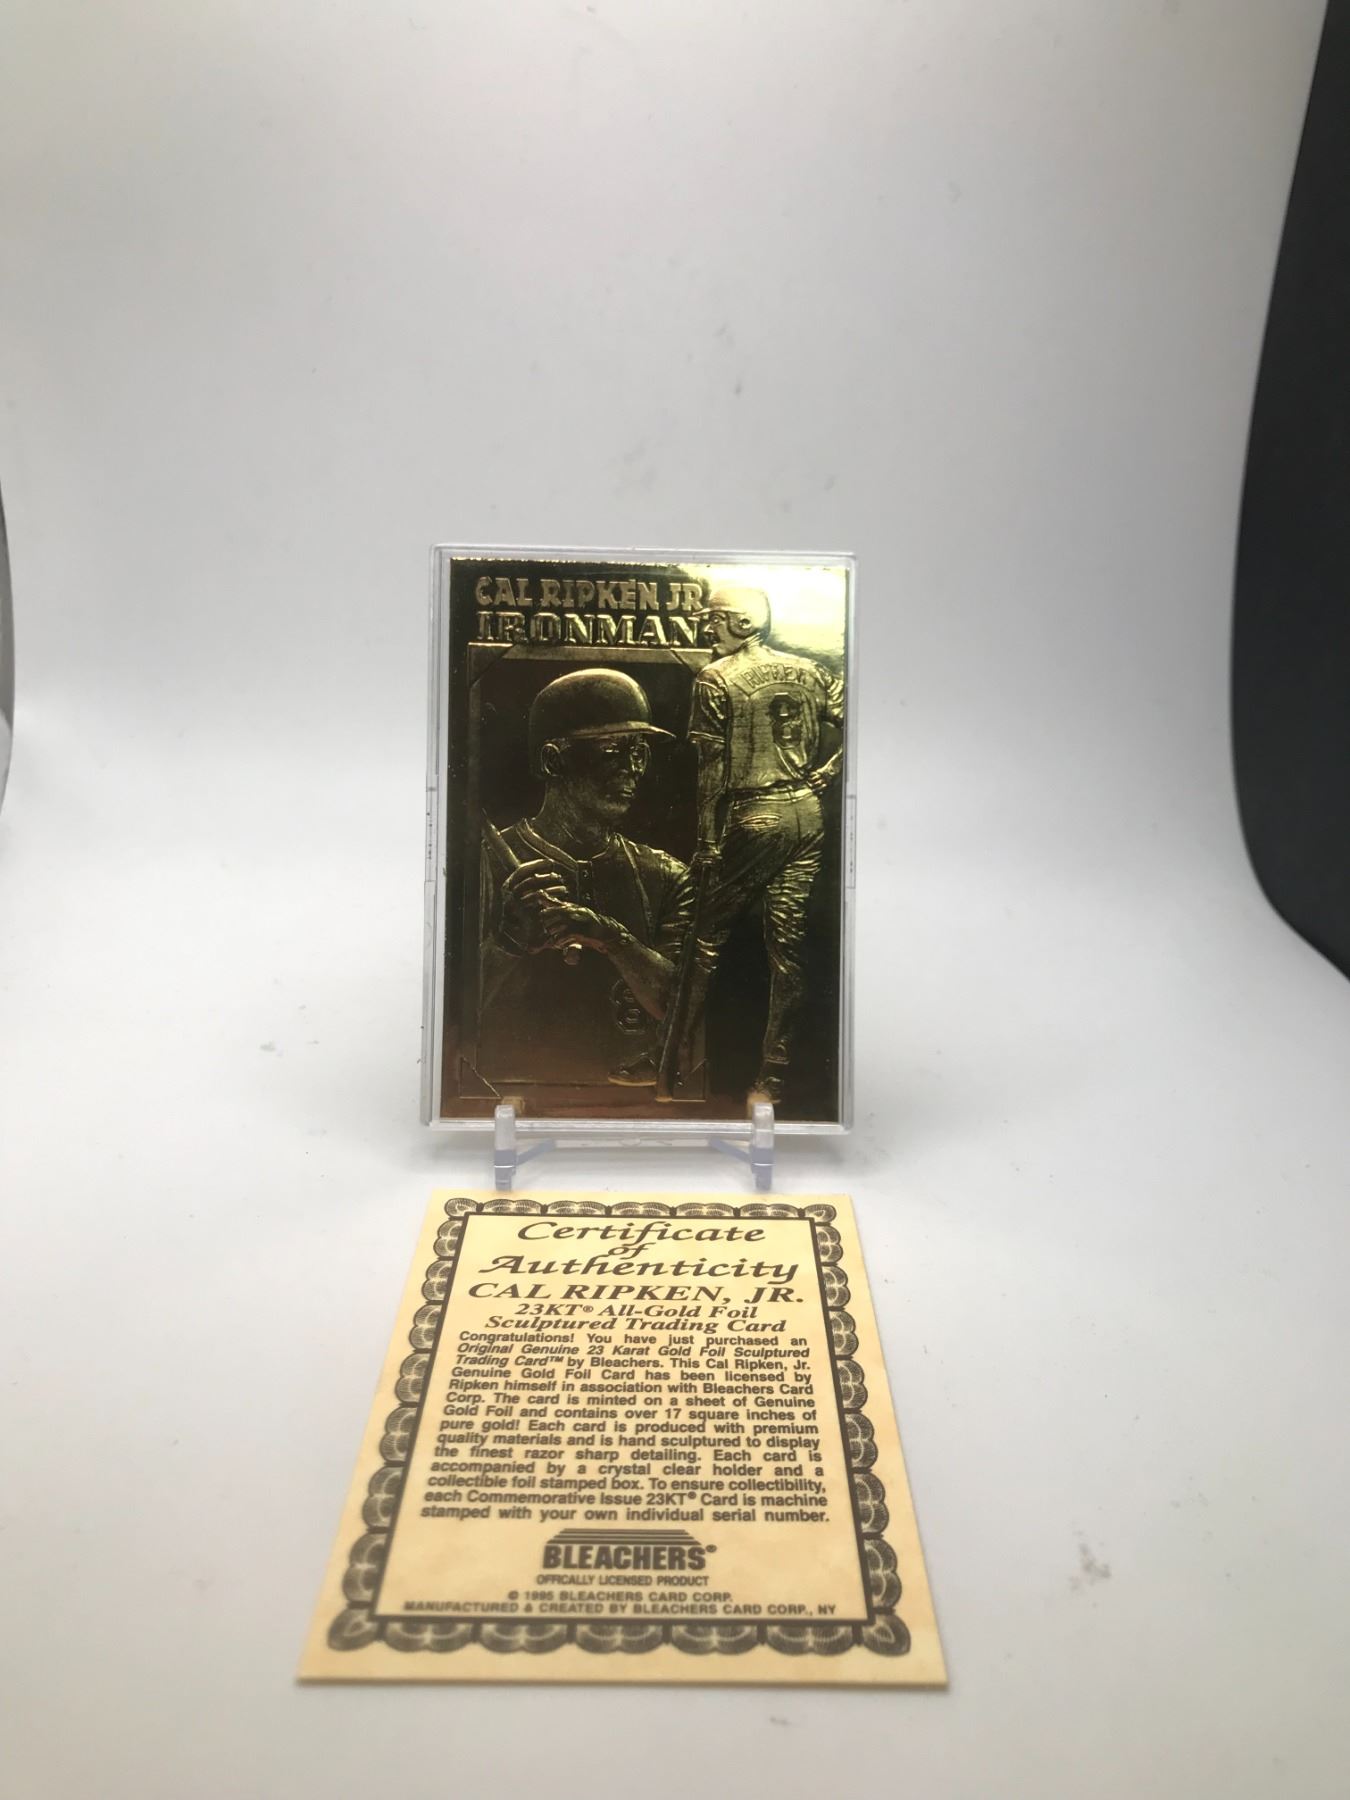 CAL RIPKEN JR
IRONMAN
RIPKEN
8
8
Certificate
of
Authenticity
CAL RIPKEN, JR.
23KT® All-Gold Foil
Sculptured Trading Card
Congratulations! You have just purchased an
Original Genuine 23 Karat Gold Foil Sculptured
Trading Card™ by Bleachers. This Cal Ripken, Jr.
Genuine Gold Foil Card has been licensed by
Ripken himself in association with Bleachers Card
Corp. The card is minted on a sheet of Genuine
Gold Foil and contains over 17 square inches of
pure gold! Each card is produced with premium
quality materials and is hand sculptured to display
the finest razor sharp detailing. Each card is
accompanied by a crystal clear holder and a
collectible foil stamped box. To ensure collectibility,
each Commemorative Issue 23KT® Card is machine
stamped with your own individual serial number.
BLEACHERS®
OFFICALLY LICENSED PRODUCT
© 1995 BLEACHERS CARD CORP.
MANUFACTURED & CREATED BY BLEACHERS CARD CORP., NY